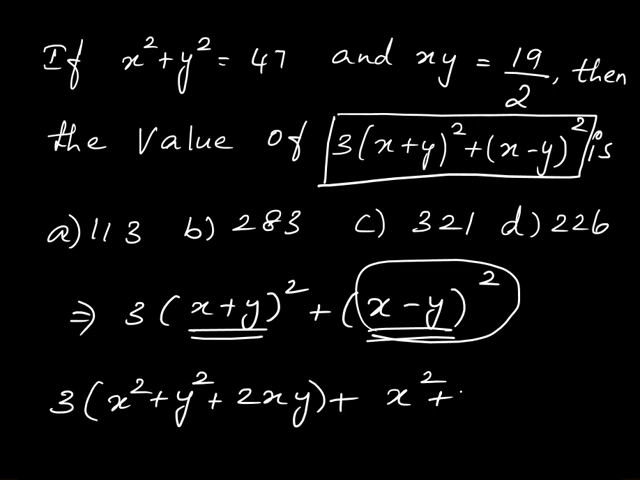 If x² + y² = 47 and xy = 19/2, then
the Value of 3(x+y)² + (x-y)² is
a) 113 b) 283 c) 321 d) 226
⇒ 3(x+y)² + (x-y)²
3(x² + y² + 2xy) + x² +